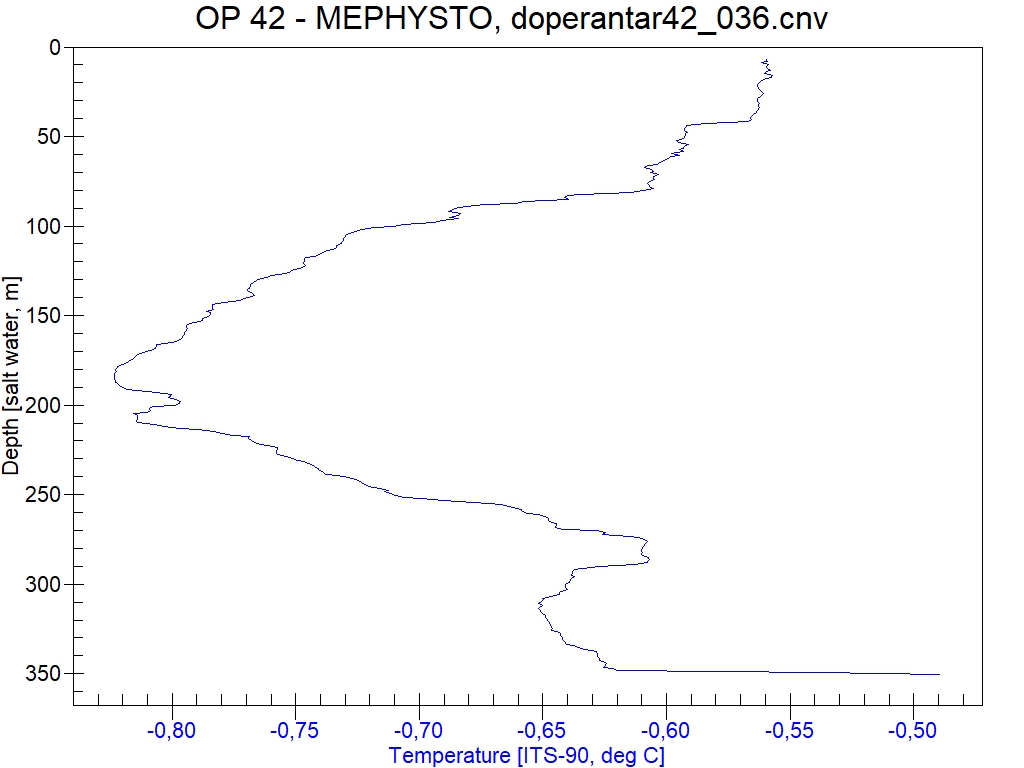 OP 42 - MEPHYSTO, doperantar42_036.cnv
0
50
100
150
200
250
300
350
Depth [salt water, m]
-0,80 -0,75 -0,70 -0,65 -0,60 -0,55 -0,50
Temperature [ITS-90, deg C]